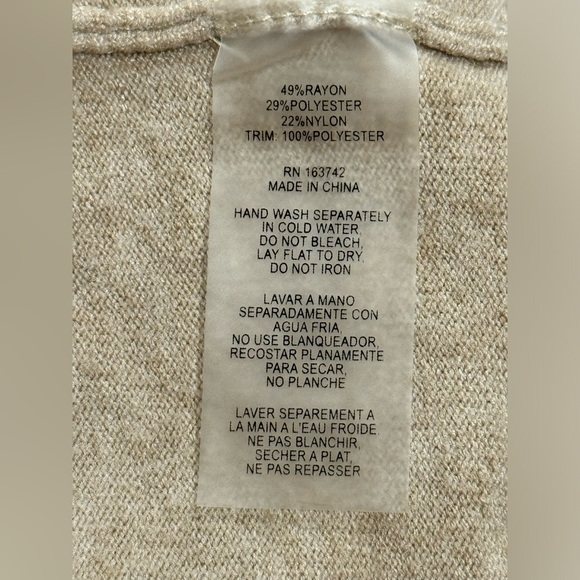 49%RAYON
29%POLYESTER
22%NYLON
TRIM: 100%POLYESTER
RN 163742
MADE IN CHINA
HAND WASH SEPARATELY
IN COLD WATER,
DO NOT BLEACH,
LAY FLAT TO DRY,
DO NOT IRON
LAVAR A MANO
SEPARADAMENTE CON
AGUA FRIA,
NO USE BLANQUEADOR,
RECOSTAR PLANAMENTE
PARA SECAR,
NO PLANCHE
LAVER SEPAREMENT A
LA MAIN A L'EAU FROIDE
NE PAS BLANCHIR,
SECHER A PLAT,
NE PAS REPASSER